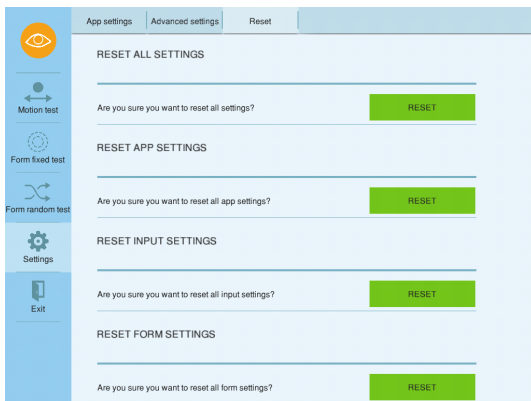 App settings
Advanced settings
Reset
RESET ALL SETTINGS
Are you sure you want to reset all settings?
RESET
RESET APP SETTINGS
Are you sure you want to reset all app settings?
RESET
RESET INPUT SETTINGS
Are you sure you want to reset all input settings?
RESET
RESET FORM SETTINGS
Are you sure you want to reset all form settings?
RESET
Motion test
Form fixed test
Form random test
Settings
Exit